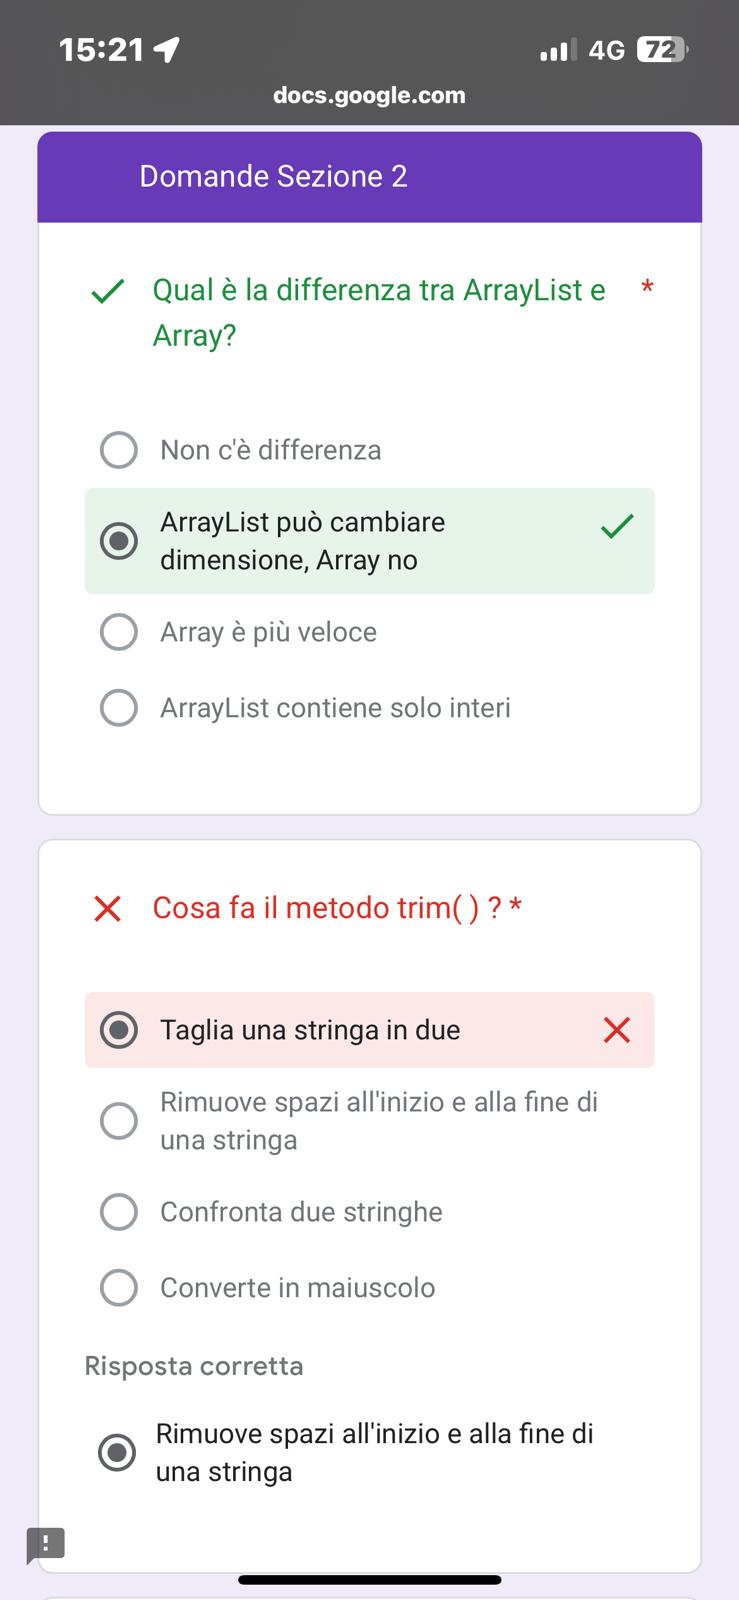 15:21
4G
72
docs.google.com
Domande Sezione 2
Qual è la differenza tra ArrayList e *
Array?
Non c'è differenza
ArrayList può cambiare
dimensione, Array no
Array è più veloce
ArrayList contiene solo interi
Cosa fa il metodo trim( ) ? *
Taglia una stringa in due
Rimuove spazi all'inizio e alla fine di
una stringa
Confronta due stringhe
Converte in maiuscolo
Risposta corretta
Rimuove spazi all'inizio e alla fine di
una stringa
!